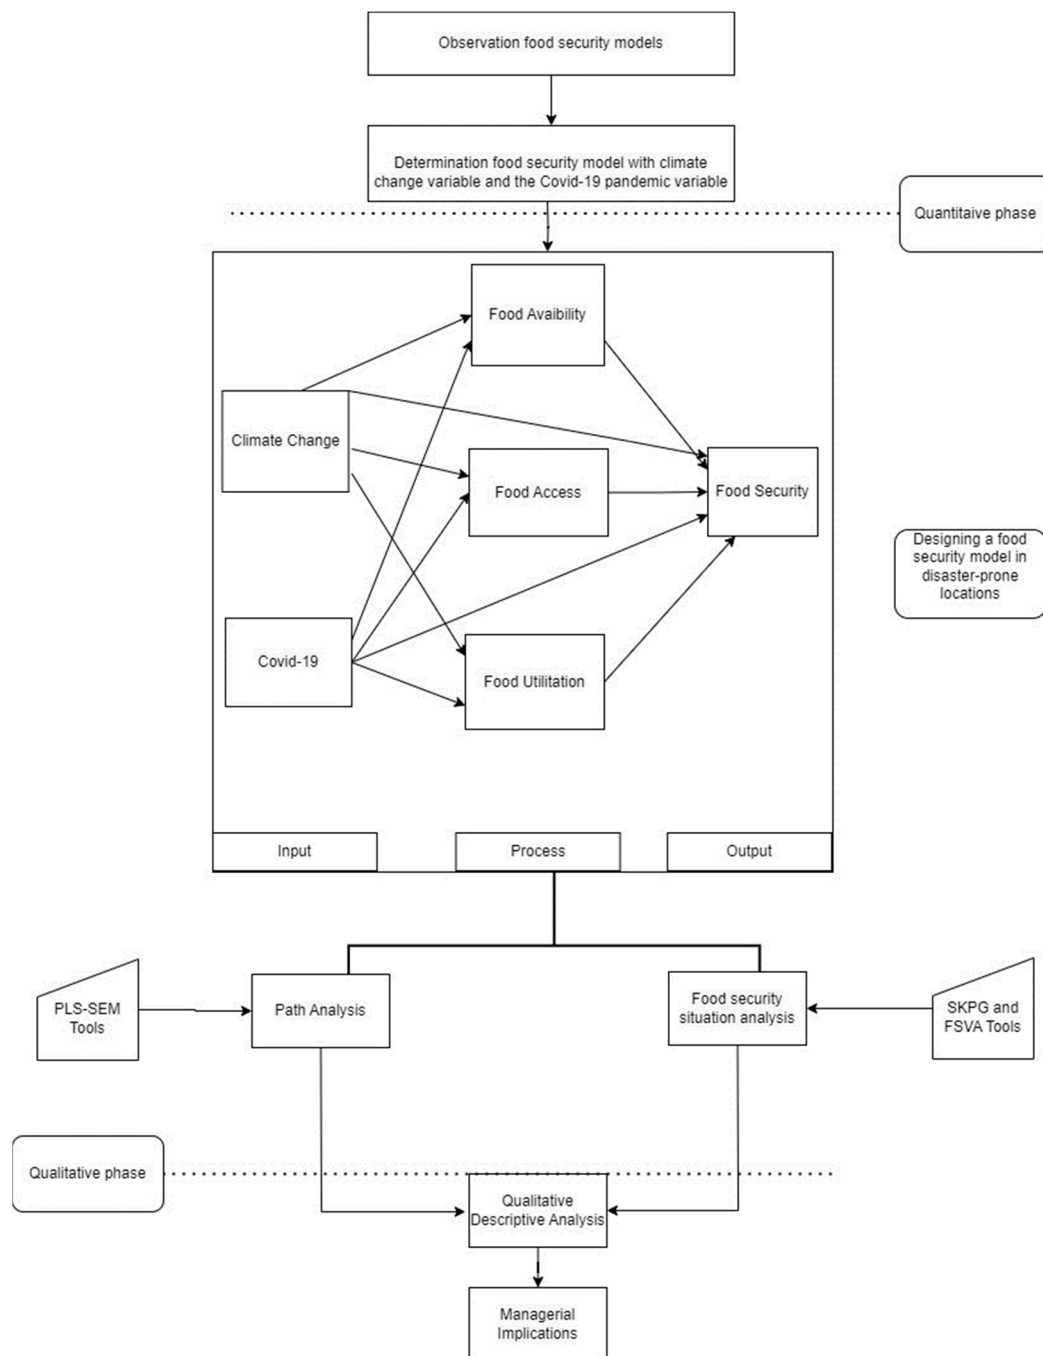 Observation food security models
Determination food security model with climate
change variable and the Covid-19 pandemic variable
Quantitaive phase
Food Avaibility
Climate Change
Food Access
Food Security
Designing a food
security model in
disaster-prone
locations
Covid-19
Food Utilitation
Input
Process
Output
PLS-SEM
Tools
Path Analysis
Food security
situation analysis
SKPG and
FSVA Tools
Qualitative phase
Qualitative
Descriptive Analysis
Managerial
Implications